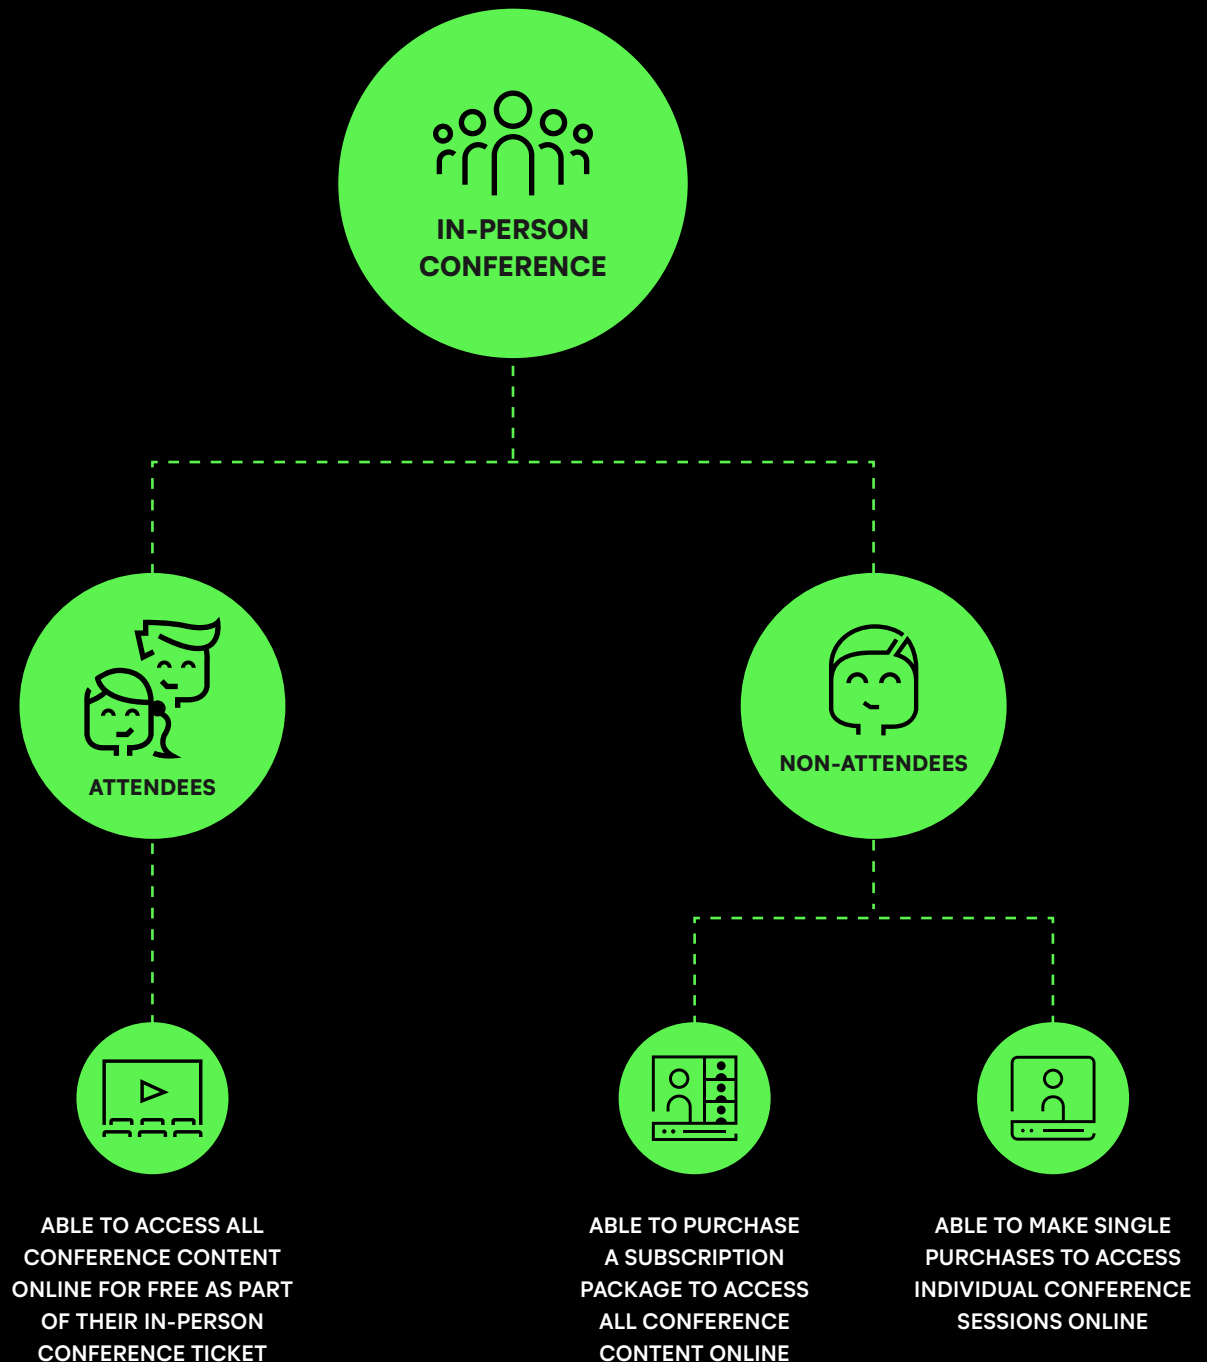 IN-PERSON
CONFERENCE
ATTENDEES
NON-ATTENDEES
ABLE TO ACCESS ALL
CONFERENCE CONTENT
ONLINE FOR FREE AS PART
OF THEIR IN-PERSON
CONFERENCE TICKET
ABLE TO PURCHASE
A SUBSCRIPTION
PACKAGE TO ACCESS
ALL CONFERENCE
CONTENT ONLINE
ABLE TO MAKE SINGLE
PURCHASES TO ACCESS
INDIVIDUAL CONFERENCE
SESSIONS ONLINE